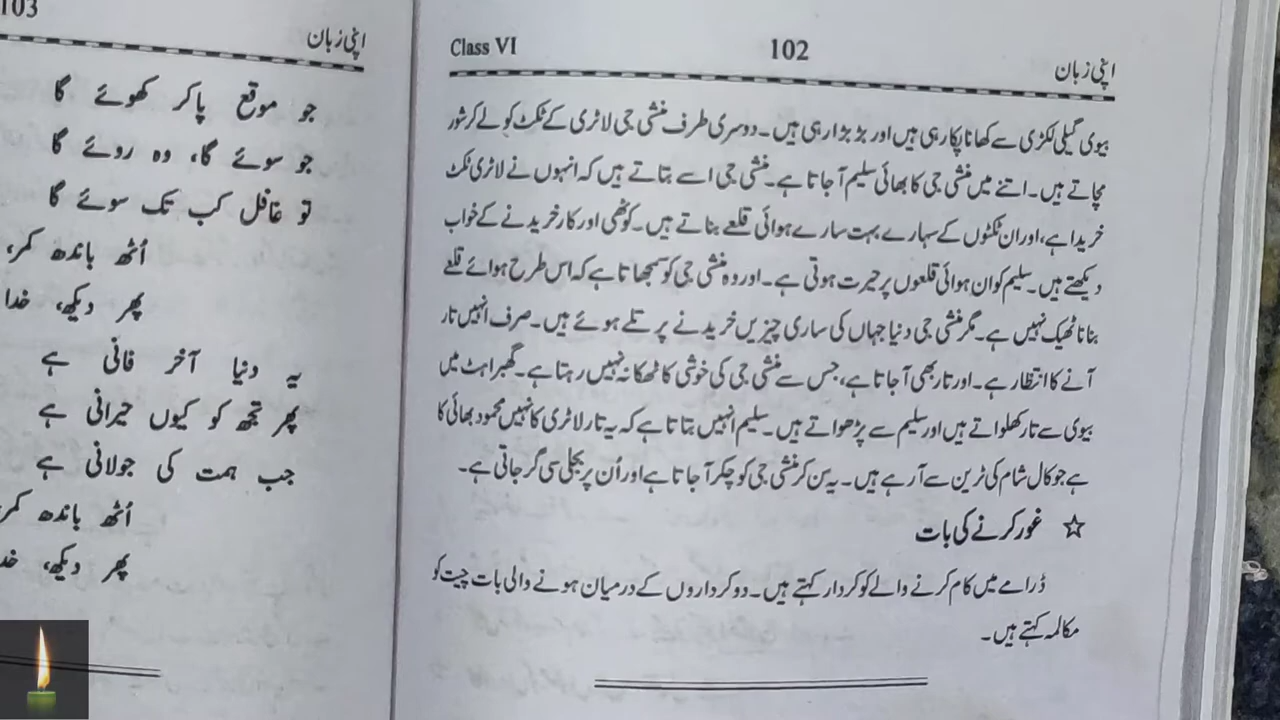 Class VI 102 اپنی زبان
بیوی گیلی لکڑی سے کھانا پکا رہی ہیں اور بڑبڑا رہی ہیں۔ دوسری طرف منشی جی لاٹری کے ٹکٹ کو لے کر شور
مچاتے ہیں۔ اتنے میں منشی جی کا بھائی سلیم آجاتا ہے۔ منشی جی اسے بتاتے ہیں کہ انہوں نے لاٹری ٹکٹ
خریدا ہے، اور ان ٹکٹوں کے سہارے بہت سارے ہوائی قلعے بناتے ہیں۔ کوٹھی اور کار خریدنے کے خواب
دیکھتے ہیں۔ سلیم کو ان ہوائی قلعوں پر حیرت ہوتی ہے۔ اور وہ منشی جی کو سمجھاتا ہے کہ اس طرح ہوائے قلعے
بنانا ٹھیک نہیں ہے۔ مگر منشی جی دنیا جہاں کی ساری چیزیں خریدنے پر تلے ہوئے ہیں۔ صرف انہیں تار
آنے کا انتظار ہے۔ اور تار بھی آجاتا ہے، جس سے منشی جی کی خوشی کا ٹھکانہ نہیں رہتا ہے۔ گھبراہٹ میں
بیوی سے تار کھلواتے ہیں اور سلیم سے پڑھواتے ہیں۔ سلیم انہیں بتاتا ہے کہ یہ تار لاٹری کا نہیں محمود بھائی کا
ہے جو کال شام کی ٹرین سے آرہے ہیں۔ یہ سن کر منشی جی کو چکر آجاتا ہے اور اُن پر بجلی سی گر جاتی ہے۔
☆ غور کرنے کی بات
ڈرامے میں کام کرنے والے کو کردار کہتے ہیں۔ دو کرداروں کے درمیان ہونے والی بات چیت کو
مکالمہ کہتے ہیں۔
103 اپنی زبان
جو موقع پاکر کھوئے گا
جو سوئے گا، وہ روئے گا
تو غافل کب تک سوئے گا
اُٹھ باندھ کمر،
پھر دیکھ، خدا
یہ دنیا آخر فانی ہے
پھر تجھ کو کیوں حیرانی ہے
جب ہمت کی جولانی ہے
اُٹھ باندھ کمر
پھر دیکھ،